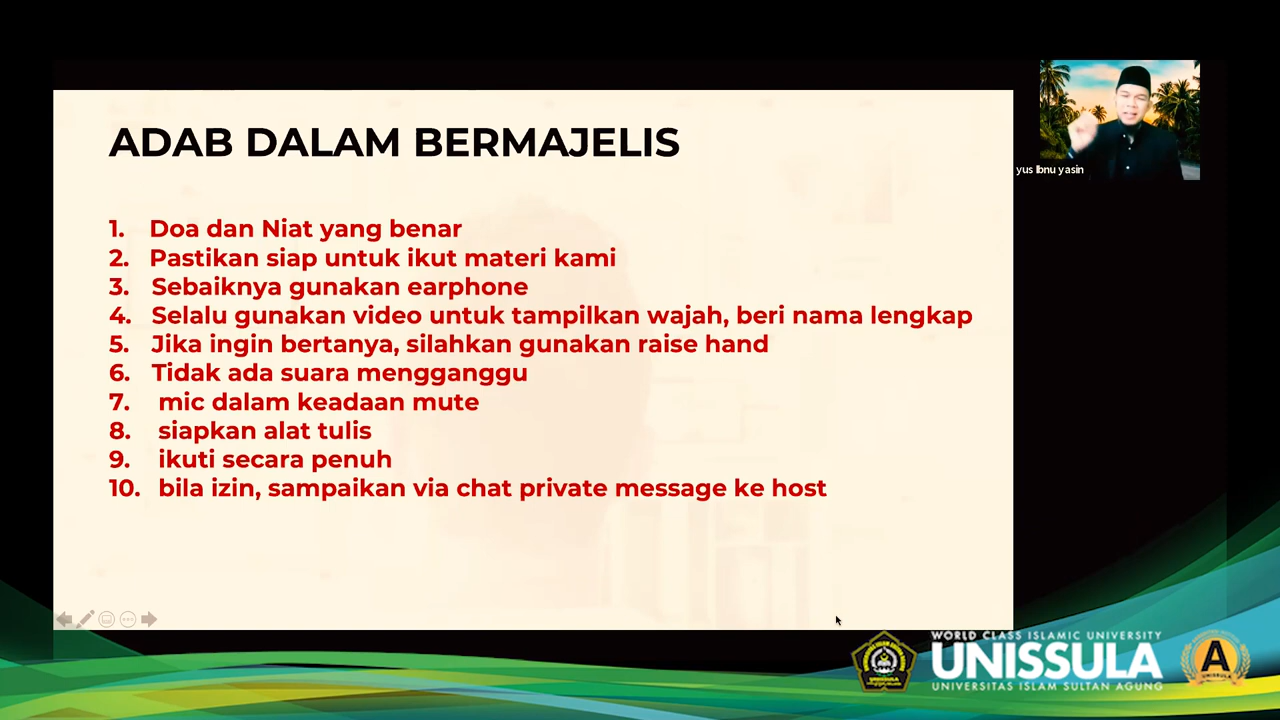 ADAB DALAM BERMAJELIS
1. Doa dan Niat yang benar
2. Pastikan siap untuk ikut materi kami
3. Sebaiknya gunakan earphone
4. Selalu gunakan video untuk tampilkan wajah, beri nama lengkap
5. Jika ingin bertanya, silahkan gunakan raise hand
6. Tidak ada suara mengganggu
7. mic dalam keadaan mute
8. siapkan alat tulis
9. ikuti secara penuh
10. bila izin, sampaikan via chat private message ke host
yus Ibnu yasin
WORLD CLASS ISLAMIC UNIVERSITY
UNISSULA
UNIVERSITAS ISLAM SULTAN AGUNG
A
UNISSULA